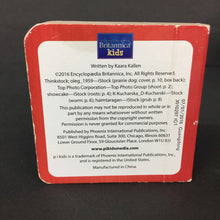 Britannica
kids
Written by Kaara Kallen
©2016 Encyclopaedia Britannica, Inc. All Rights Reserved.
Thinkstock: oleg_1959—iStock (prairie dog: cover, p. 10, box back);
Top Photo Corporation—Top Photo Group (shoot: p. 2);
showcake—iStock (roots: p. 4); K-Kucharska_D-Kucharski—iStock
(worm: p. 6); haimlaragan—iStock (grub: p. 8)
This publication may not be reproduced in whole
or in part by any means whatsoever without
written permission from the copyright owners.
Permission is never granted for commercial purposes.
Published by Phoenix International Publications, Inc.
8501 West Higgins Road, Suite 300, Chicago, Illinois 60631
Lower Ground Floor, 59 Gloucester Place, London W1U 8JJ
www.pikidsmedia.com
p i kids is a trademark of Phoenix International Publications, Inc.,
and is registered in the United States.
Manufactured in China.